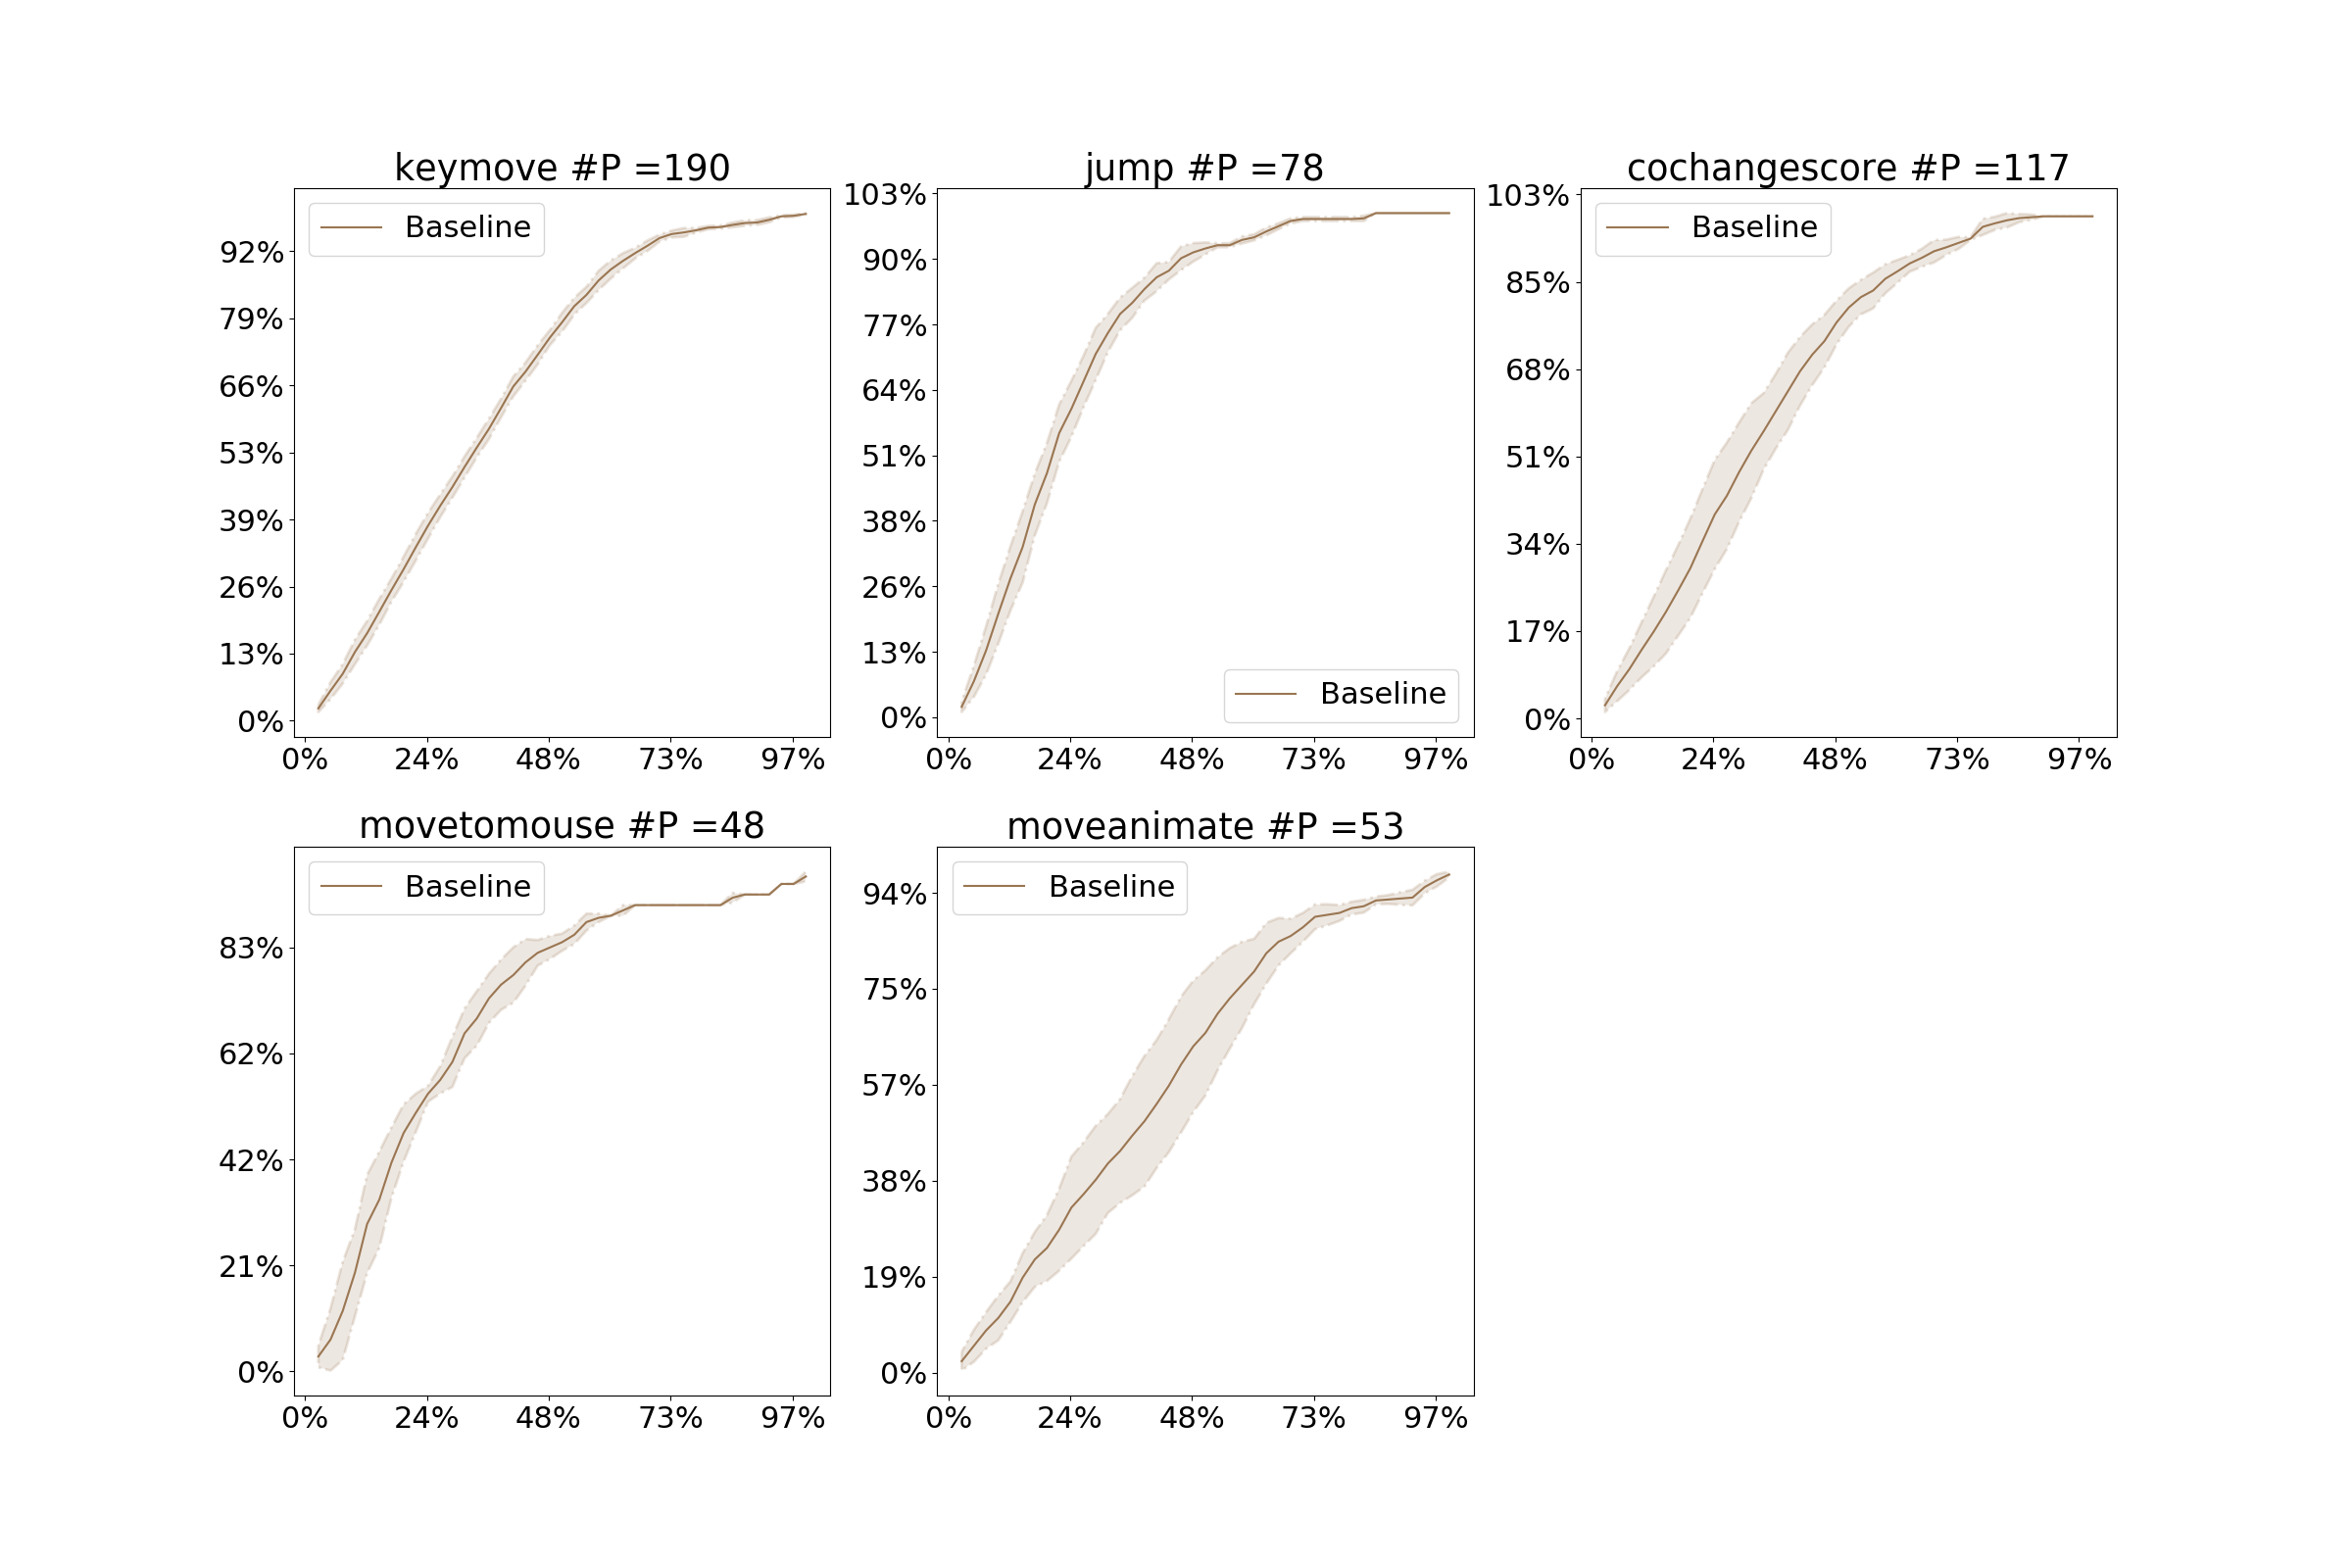 keymove #P =190
Baseline
92%
79%
66%
53%
39%
26%
13%
0%
0% 24% 48% 73% 97%
jump #P =78
103%
90%
77%
64%
51%
38%
26%
13%
0%
Baseline
0% 24% 48% 73% 97%
cochangescore #P =117
103%
Baseline
85%
68%
51%
34%
17%
0%
0% 24% 48% 73% 97%
movetomouse #P =48
Baseline
83%
62%
42%
21%
0%
0% 24% 48% 73% 97%
moveanimate #P =53
Baseline
94%
75%
57%
38%
19%
0%
0% 24% 48% 73% 97%